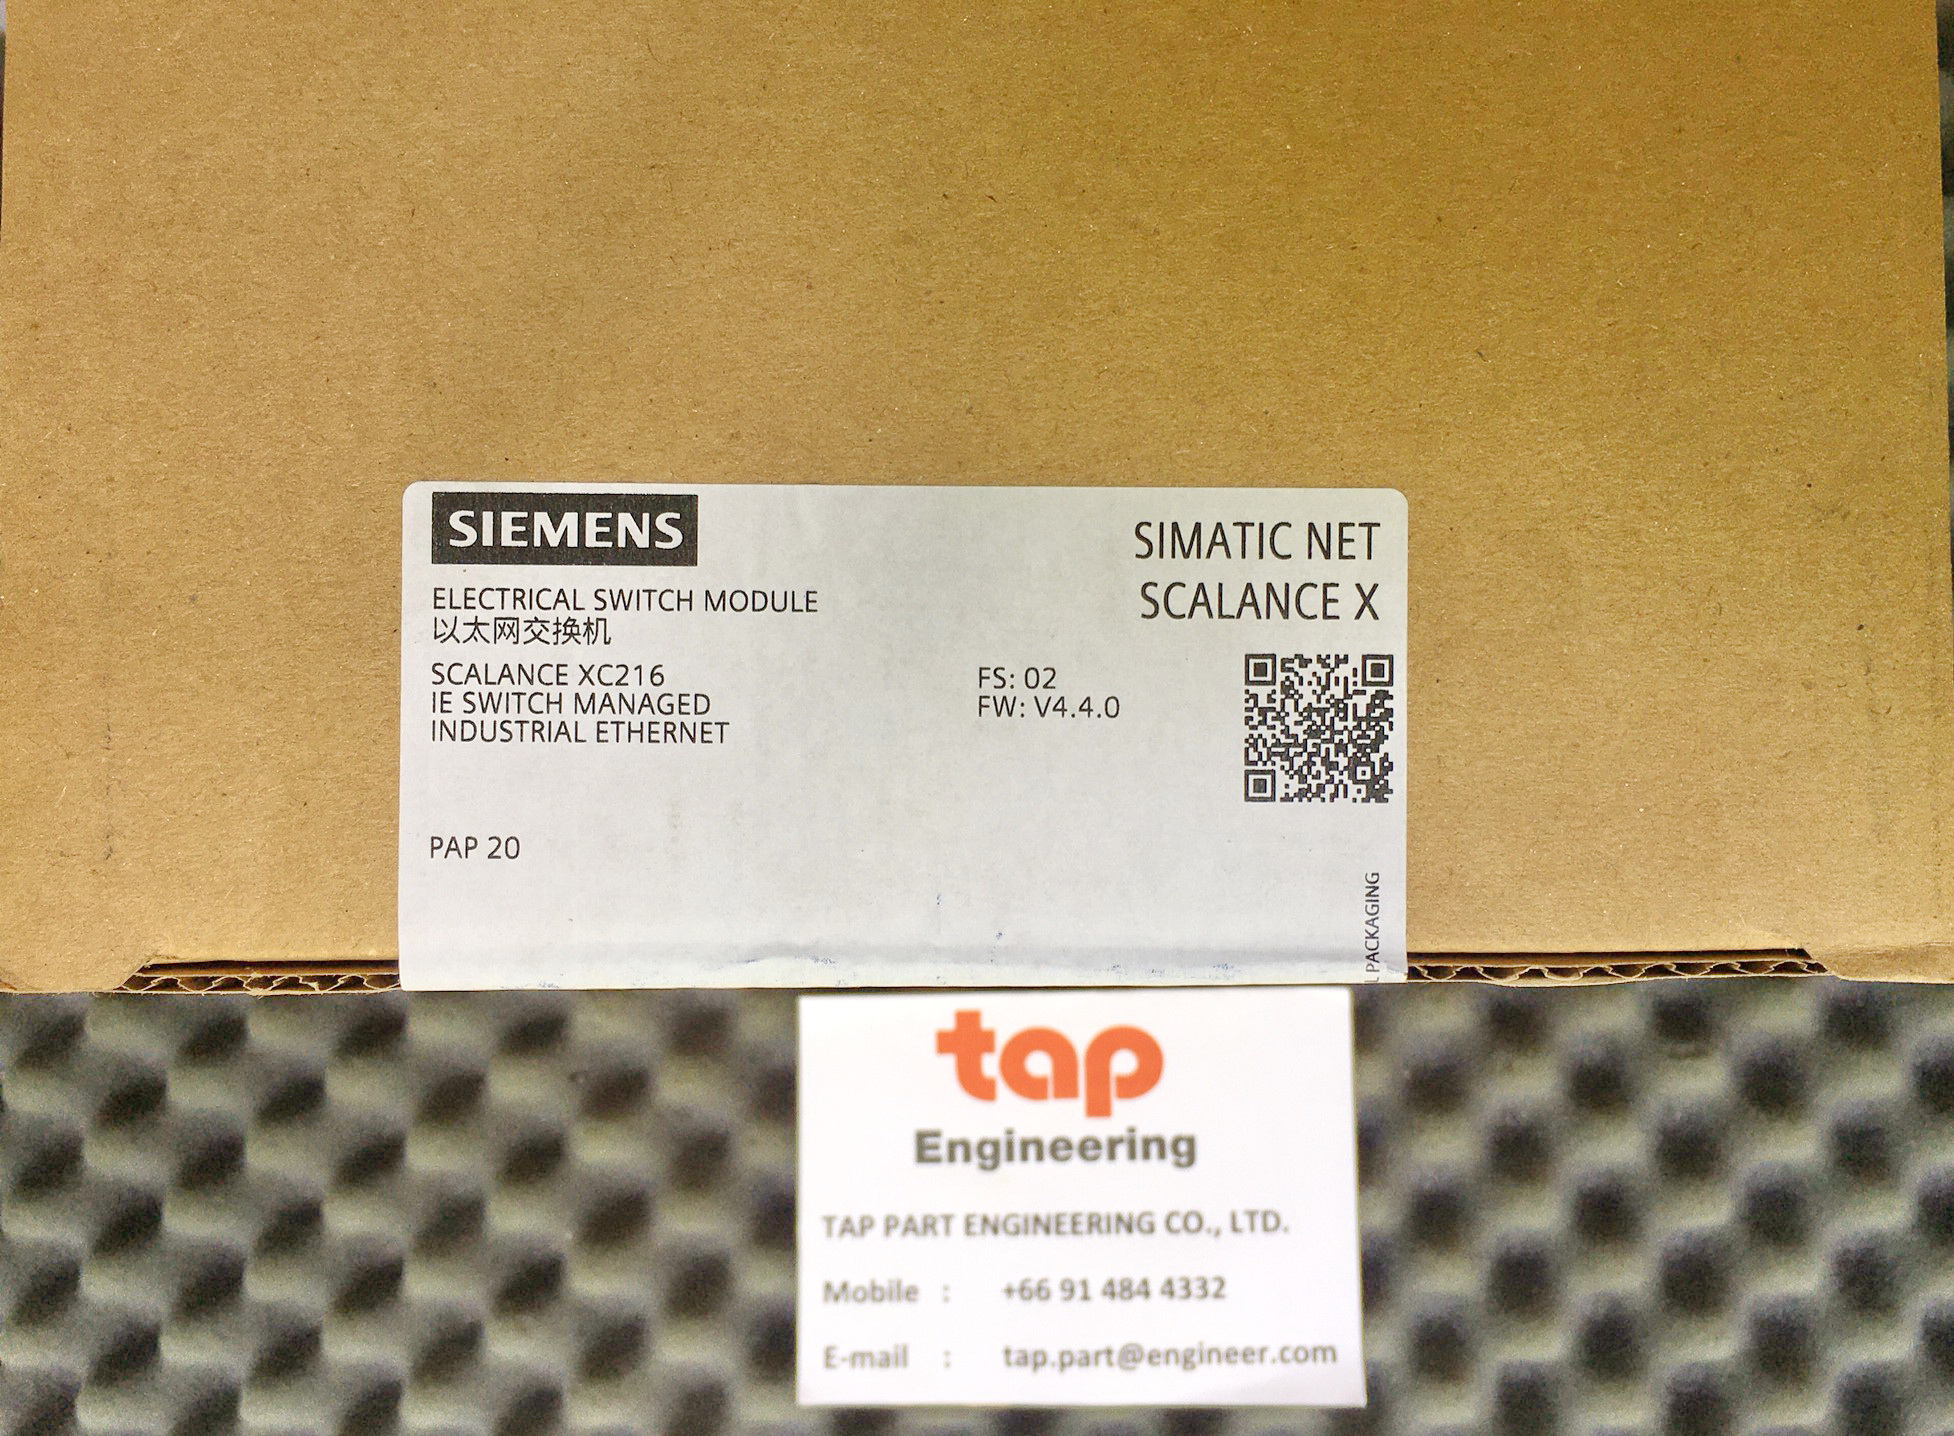 SIEMENS
SIMATIC NET
SCALANCE X
ELECTRICAL SWITCH MODULE
以太网交换机
SCALANCE XC216
IE SWITCH MANAGED
INDUSTRIAL ETHERNET
FS: 02
FW: V4.4.0
PAP 20
L PACKAGING
tap
Engineering
TAP PART ENGINEERING CO., LTD.
Mobile : +66 91 484 4332
E-mail : tap.part@engineer.com